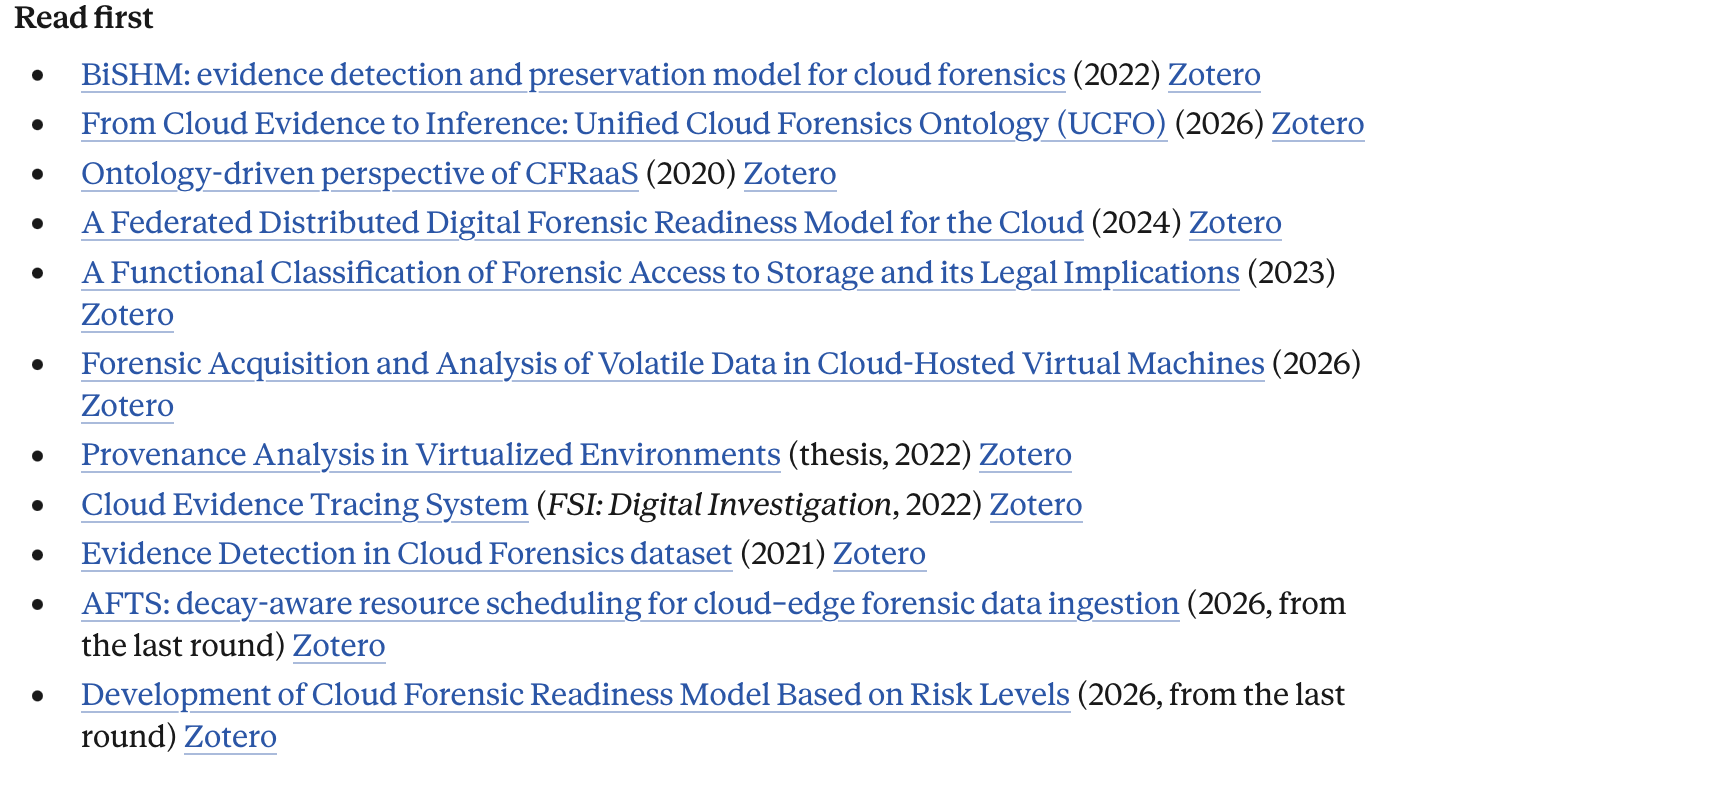 Read first
• BiSHM: evidence detection and preservation model for cloud forensics (2022) Zotero
• From Cloud Evidence to Inference: Unified Cloud Forensics Ontology (UCFO) (2026) Zotero
• Ontology-driven perspective of CFRaaS (2020) Zotero
• A Federated Distributed Digital Forensic Readiness Model for the Cloud (2024) Zotero
• A Functional Classification of Forensic Access to Storage and its Legal Implications (2023)
Zotero
• Forensic Acquisition and Analysis of Volatile Data in Cloud-Hosted Virtual Machines (2026)
Zotero
• Provenance Analysis in Virtualized Environments (thesis, 2022) Zotero
• Cloud Evidence Tracing System (FSI: Digital Investigation, 2022) Zotero
• Evidence Detection in Cloud Forensics dataset (2021) Zotero
• AFTS: decay-aware resource scheduling for cloud–edge forensic data ingestion (2026, from
the last round) Zotero
• Development of Cloud Forensic Readiness Model Based on Risk Levels (2026, from the last
round) Zotero